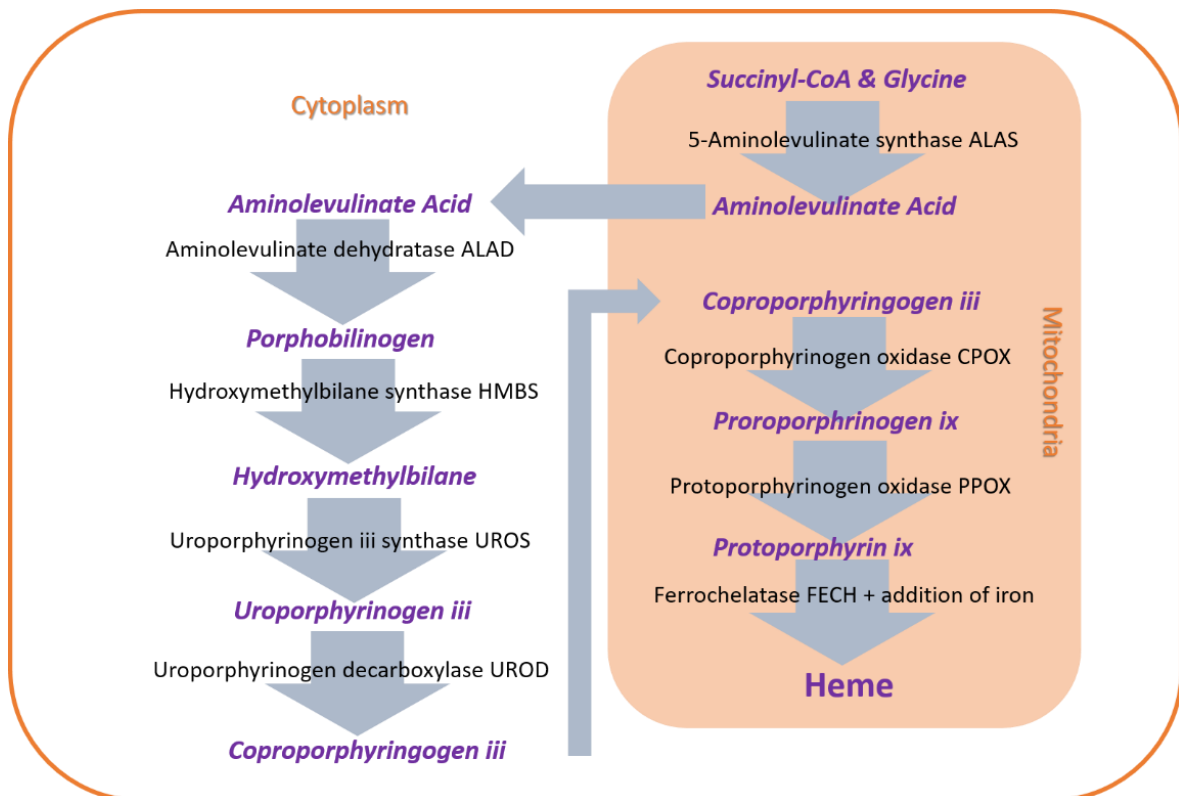 Cytoplasm
Succinyl-CoA & Glycine
5-Aminolevulinate synthase ALAS
Aminolevulinate Acid
Aminolevulinate Acid
Aminolevulinate dehydratase ALAD
Porphobilinogen
Hydroxymethylbilane synthase HMBS
Hydroxymethylbilane
Uroporphyrinogen iii synthase UROS
Uroporphyrinogen iii
Uroporphyrinogen decarboxylase UROD
Coproporphyringogen iii
Coproporphyringogen iii
Coproporphyrinogen oxidase CPOX
Proroporphrinogen ix
Protoporphyrinogen oxidase PPOX
Protoporphyrin ix
Ferrochelatase FECH + addition of iron
Heme
Mitochondria